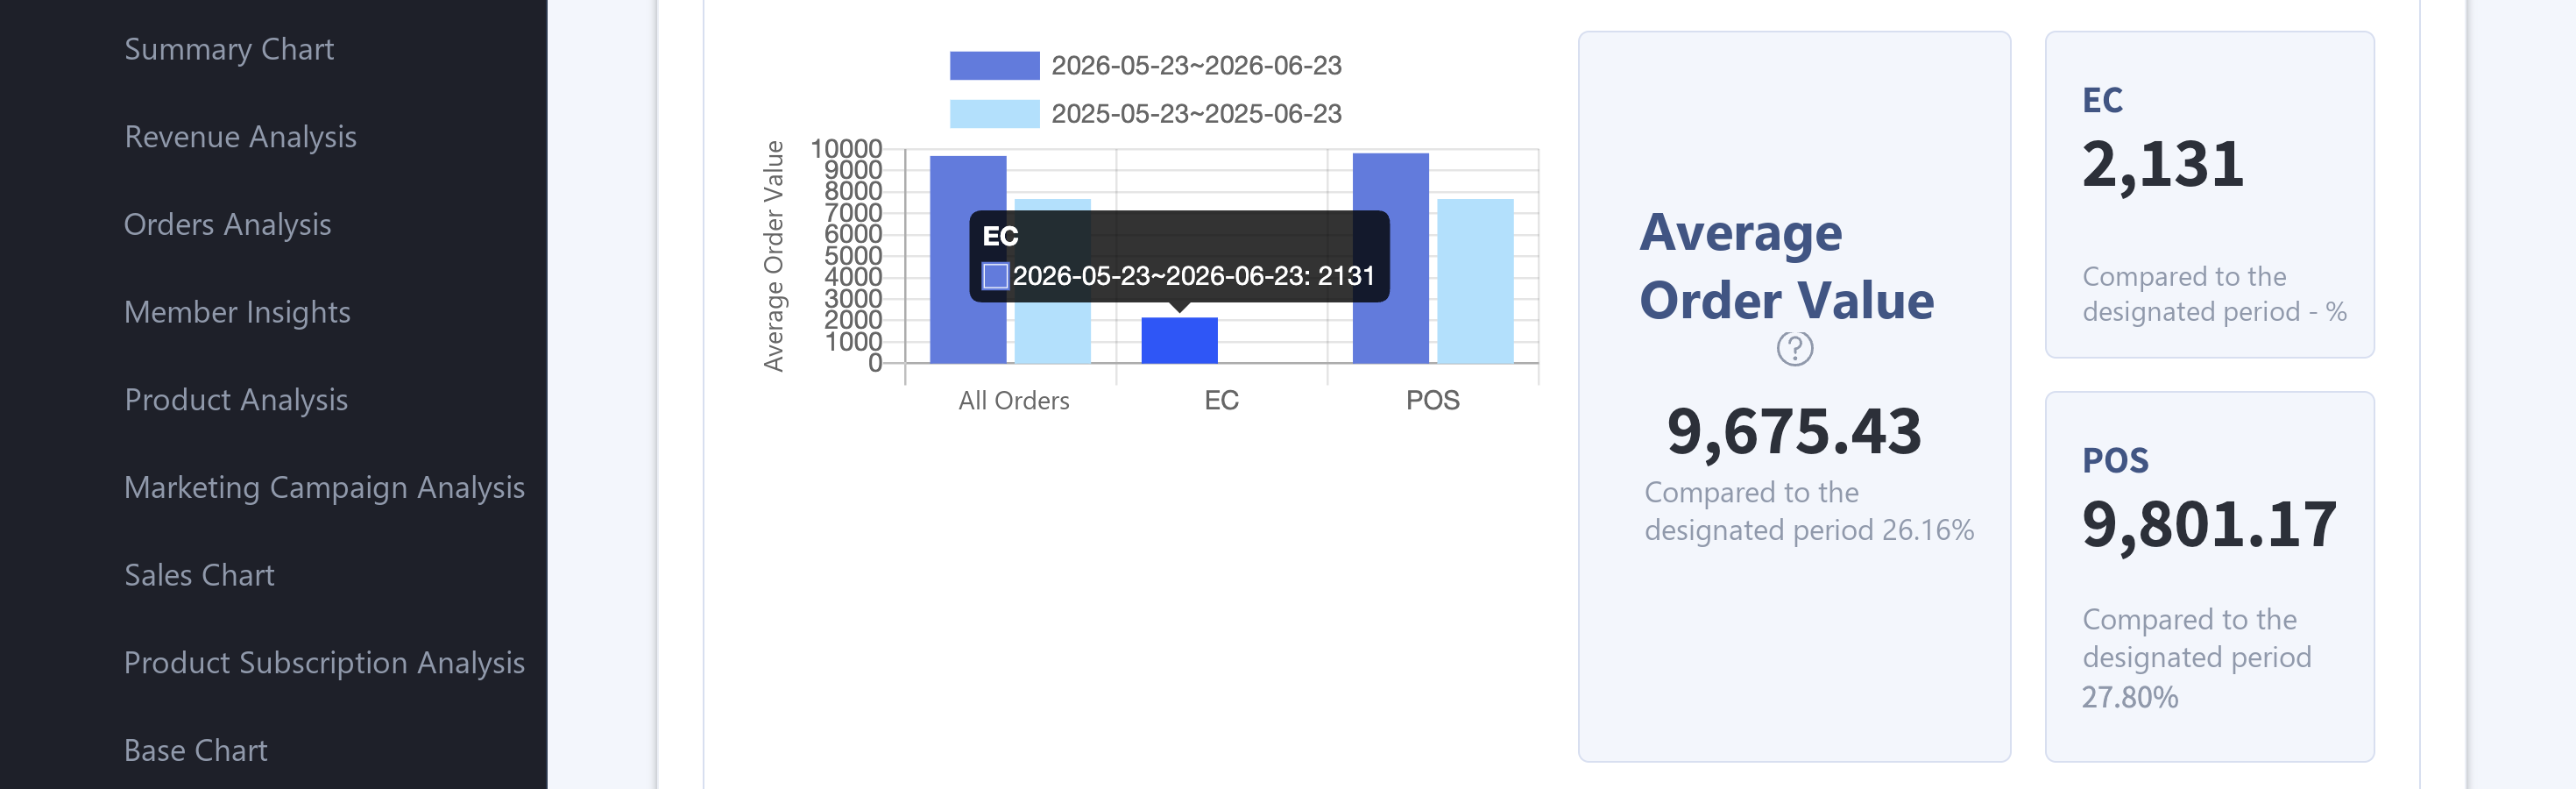 Summary Chart
Revenue Analysis
Orders Analysis
Member Insights
Product Analysis
Marketing Campaign Analysis
Sales Chart
Product Subscription Analysis
Base Chart
2026-05-23~2026-06-23
2025-05-23~2025-06-23
Average Order Value
10000
9000
8000
7000
6000
5000
4000
3000
2000
1000
0
EC
2026-05-23~2026-06-23: 2131
All Orders
EC
POS
Average
Order Value
?
9,675.43
Compared to the
designated period 26.16%
EC
2,131
Compared to the
designated period - %
POS
9,801.17
Compared to the
designated period
27.80%